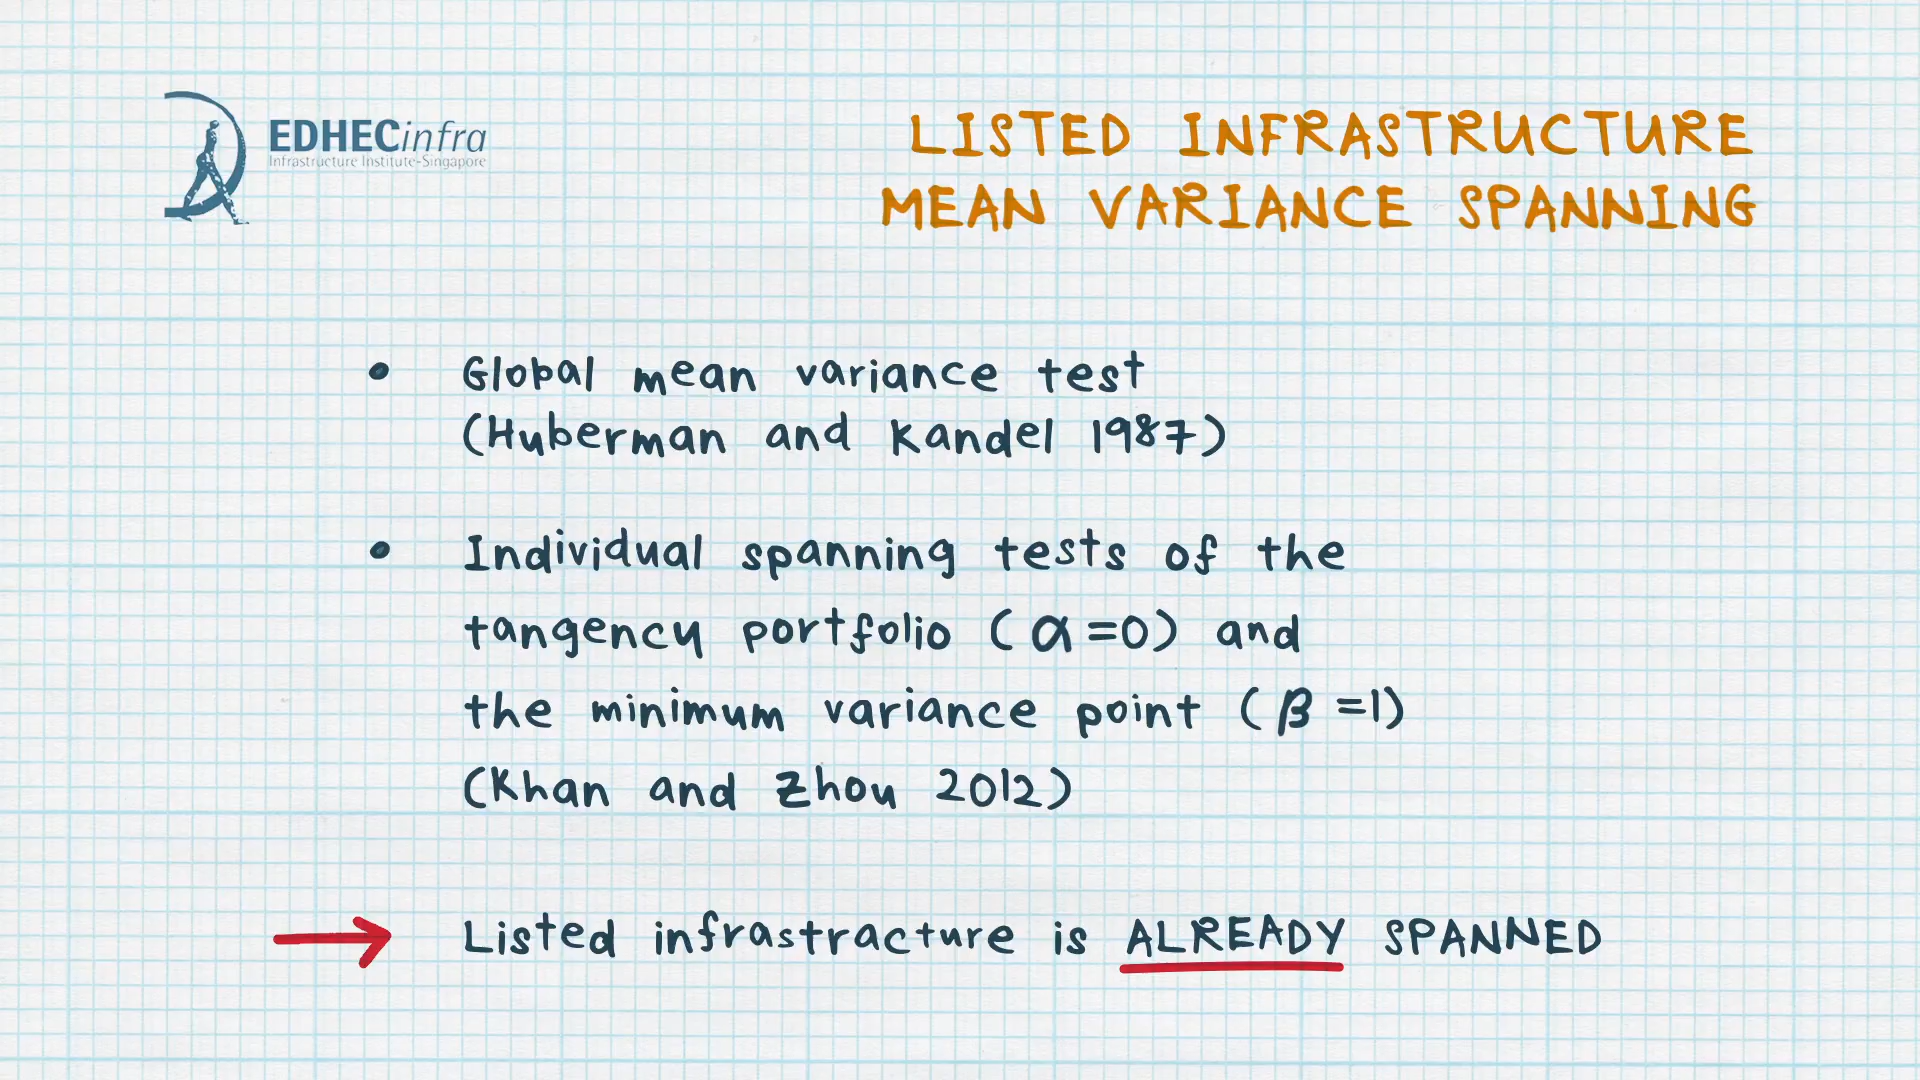 EDHECinfra
Infrastructure Institute-Singapore
LISTED INFRASTRUCTURE
MEAN VARIANCE SPANNING
• Global mean variance test
(Huberman and Kandel 1987)
• Individual spanning tests of the
tangency portfolio (α=0) and
the minimum variance point (β=1)
(Khan and Zhou 2012)
→ Listed infrastracture is ALREADY SPANNED